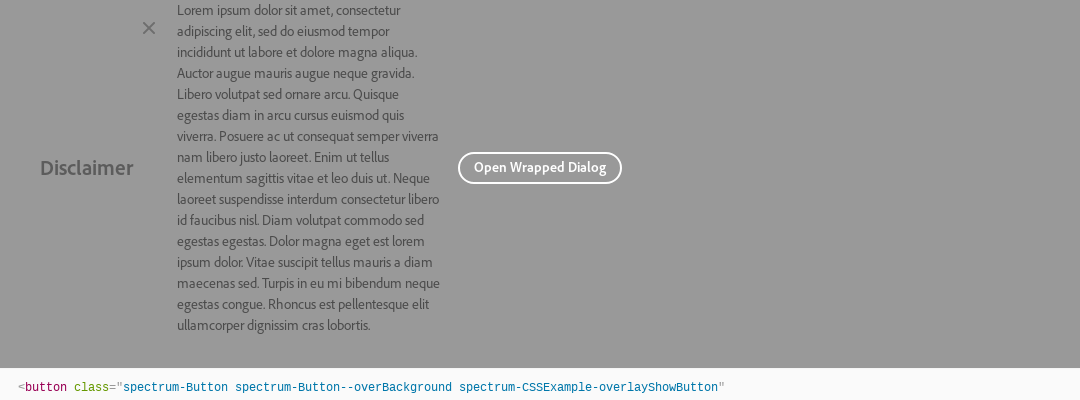 Disclaimer
Lorem ipsum dolor sit amet, consectetur
adipiscing elit, sed do eiusmod tempor
incididunt ut labore et dolore magna aliqua.
Auctor augue mauris augue neque gravida.
Libero volutpat sed ornare arcu. Quisque
egestas diam in arcu cursus euismod quis
viverra. Posuere ac ut consequat semper viverra
nam libero justo laoreet. Enim ut tellus
elementum sagittis vitae et leo duis ut. Neque
laoreet suspendisse interdum consectetur libero
id faucibus nisl. Diam volutpat commodo sed
egestas egestas. Dolor magna eget est lorem
ipsum dolor. Vitae suscipit tellus mauris a diam
maecenas sed. Turpis in eu mi bibendum neque
egestas congue. Rhoncus est pellentesque elit
ullamcorper dignissim cras lobortis.
Open Wrapped Dialog
<button class="spectrum-Button spectrum-Button--overBackground spectrum-CSSExample-overlayShowButton"